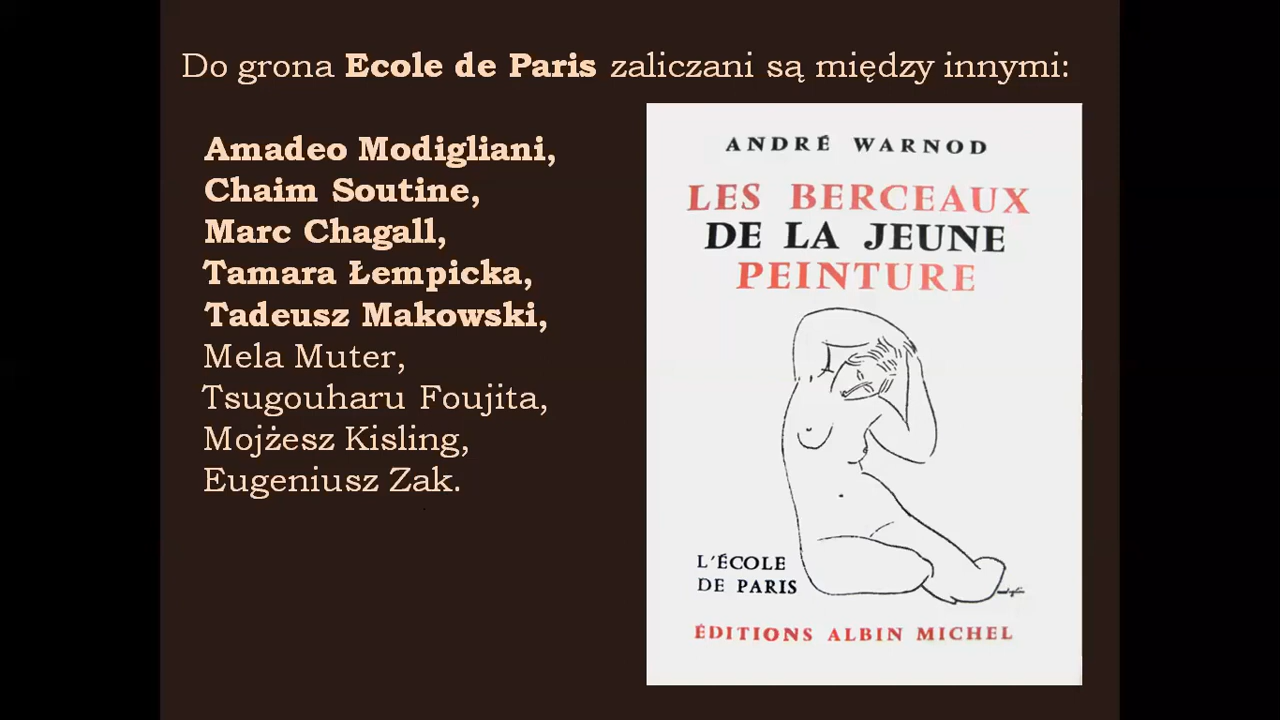 Do grona Ecole de Paris zaliczani są między innymi:
Amadeo Modigliani,
Chaim Soutine,
Marc Chagall,
Tamara Łempicka,
Tadeusz Makowski,
Mela Muter,
Tsugouharu Foujita,
Mojżesz Kisling,
Eugeniusz Zak.
ANDRÉ WARNOD
LES BERCEAUX
DE LA JEUNE
PEINTURE
L'ÉCOLE
DE PARIS
ÉDITIONS ALBIN MICHEL